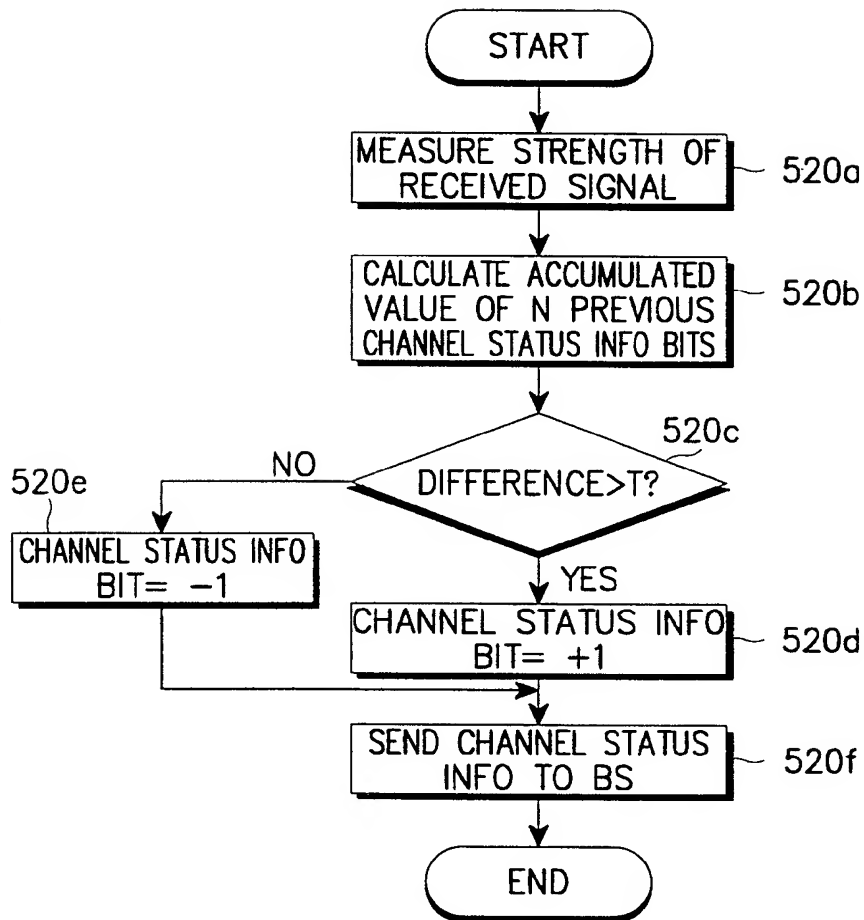 START
MEASURE STRENGTH OF
RECEIVED SIGNAL
520a
CALCULATE ACCUMULATED
VALUE OF N PREVIOUS
CHANNEL STATUS INFO BITS
520b
520c
DIFFERENCE>T?
NO
520e
CHANNEL STATUS INFO
BIT= -1
YES
CHANNEL STATUS INFO
BIT= +1
520d
SEND CHANNEL STATUS
INFO TO BS
520f
END